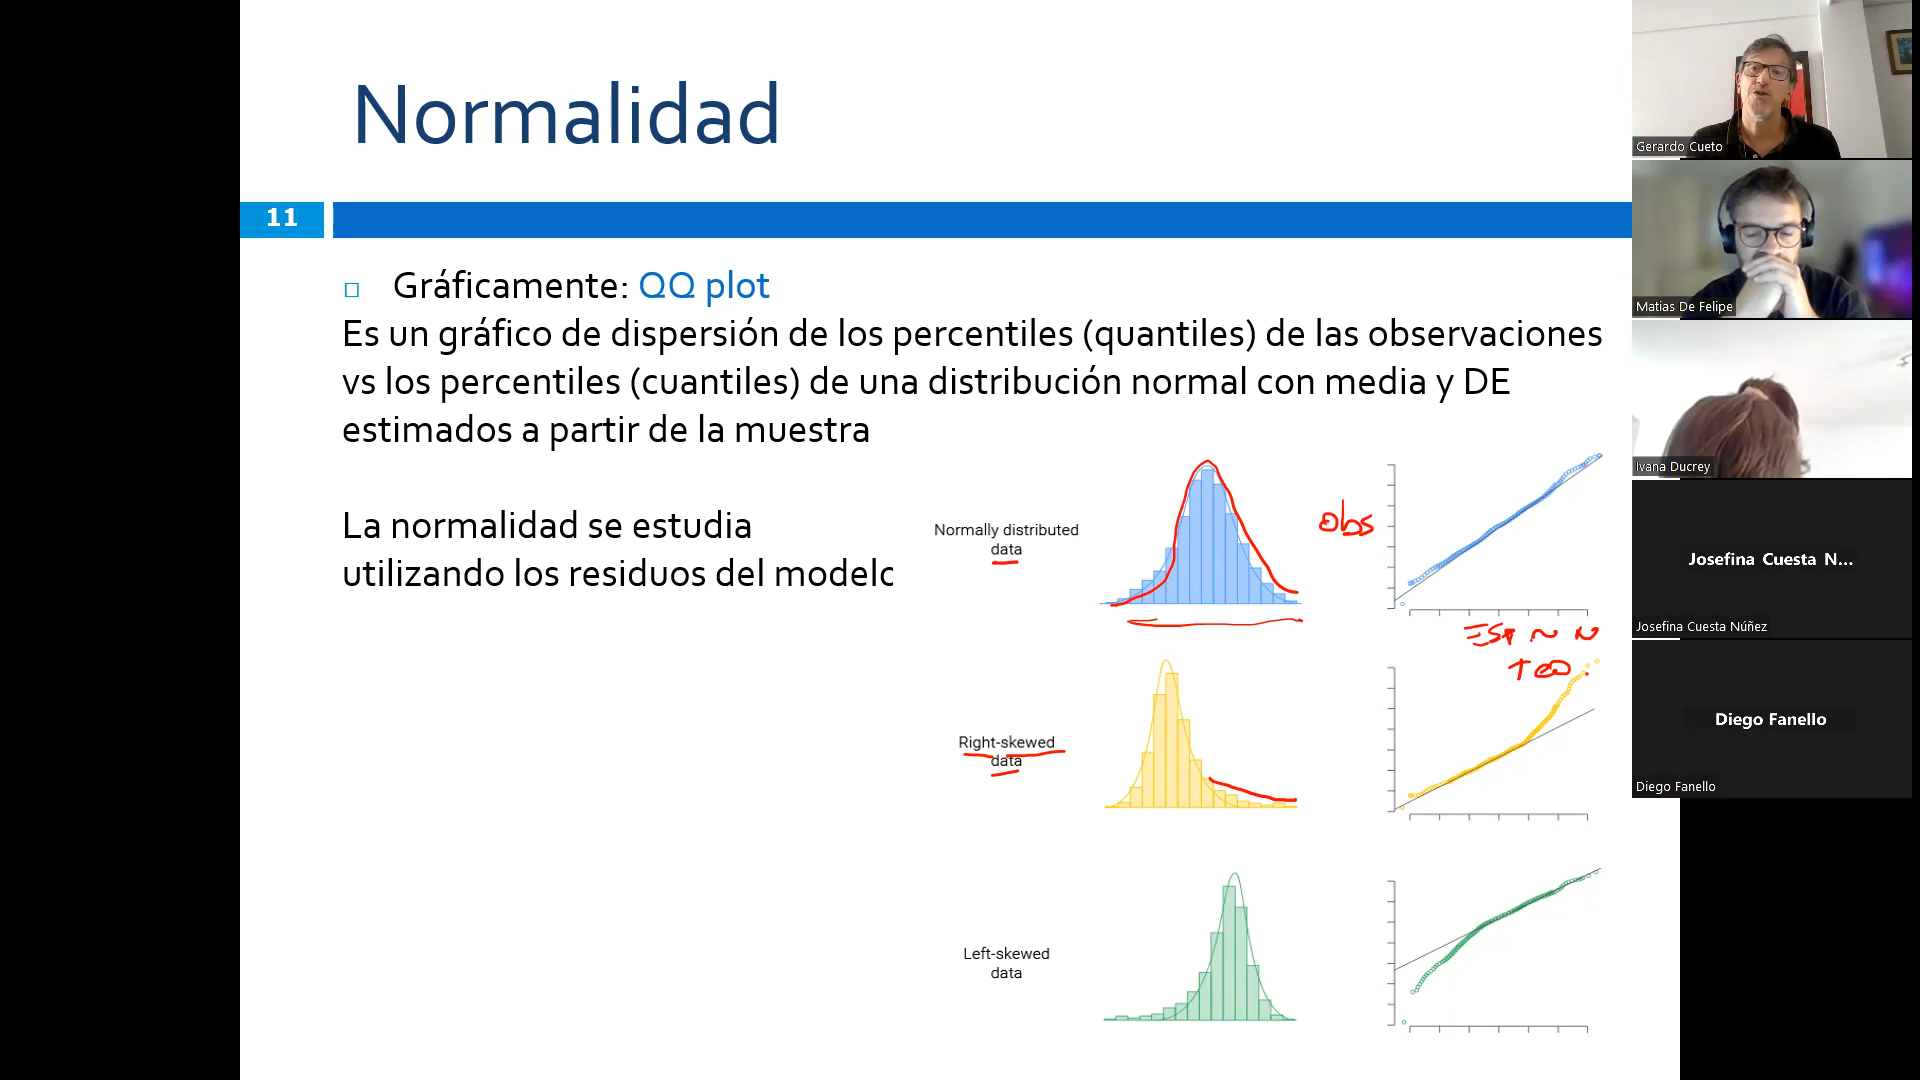 Normalidad
11
Gráficamente: QQ plot
Es un gráfico de dispersión de los percentiles (quantiles) de las observaciones
vs los percentiles (cuantiles) de una distribución normal con media y DE
estimados a partir de la muestra
La normalidad se estudia
utilizando los residuos del modelo
Normally distributed
data
Obs
Right-skewed
data
Left-skewed
data
Gerardo Cueto
Matias De Felipe
Ivana Ducrey
Josefina Cuesta N...
Josefina Cuesta Núñez
Diego Fanello
Diego Fanello